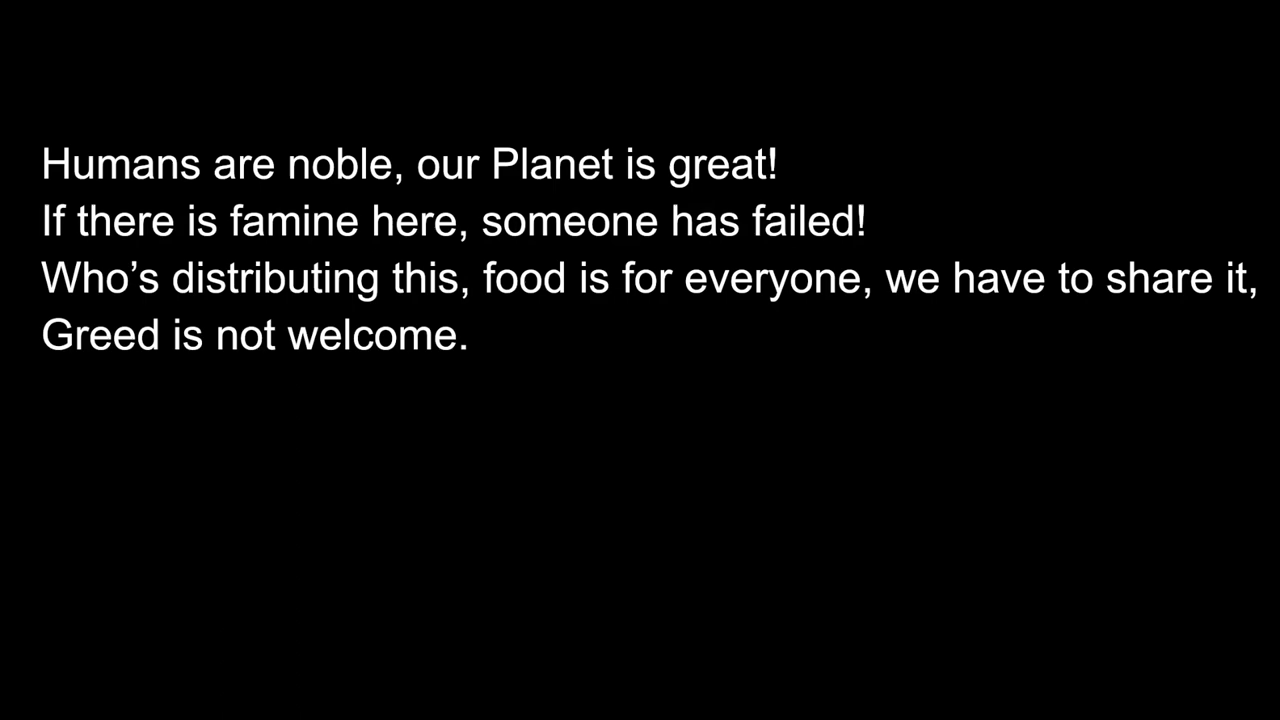 Humans are noble, our Planet is great!
If there is famine here, someone has failed!
Who’s distributing this, food is for everyone, we have to share it,
Greed is not welcome.